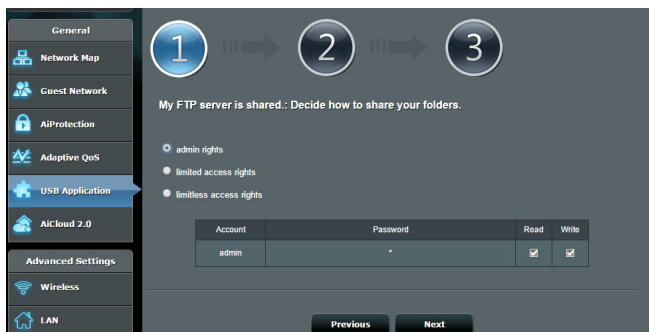 General
Network Map
Guest Network
AiProtection
Adaptive QoS
USB Application
AiCloud 2.0
Advanced Settings
Wireless
LAN
1 2 3
My FTP server is shared.: Decide how to share your folders.
admin rights
limited access rights
limitless access rights
Account Password Read Write
admin *
Previous Next